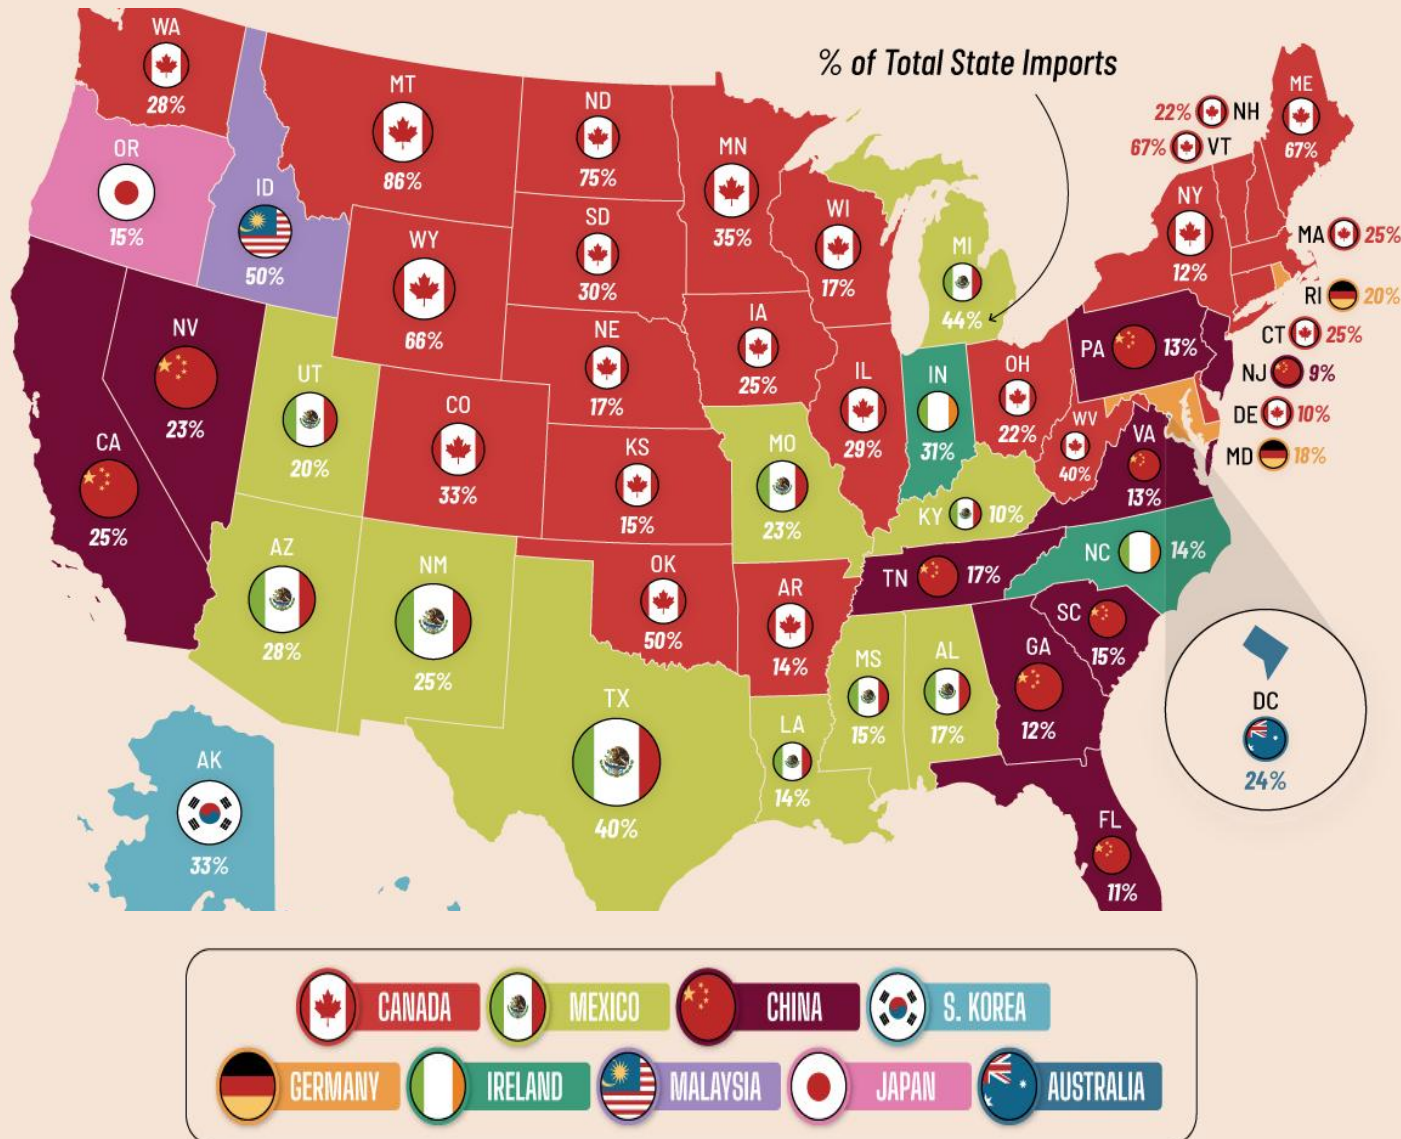 % of Total State Imports
WA
28%
OR
15%
ID
50%
MT
86%
ND
75%
MN
35%
SD
30%
WY
66%
WI
17%
MI
44%
22% NH
67% VT
ME
67%
NY
12%
MA 25%
RI 20%
CT 25%
NJ 9%
DE 10%
MD 18%
PA 13%
NV
23%
CA
25%
UT
20%
CO
33%
NE
17%
IA
25%
IL
29%
IN
31%
OH
22%
WV
40%
VA
13%
KS
15%
MO
23%
KY 10%
NC 14%
TN 17%
AZ
28%
NM
25%
OK
50%
AR
14%
SC
15%
GA
12%
MS
15%
AL
17%
TX
40%
LA
14%
FL
11%
DC
24%
AK
33%
CANADA
MEXICO
CHINA
S. KOREA
GERMANY
IRELAND
MALAYSIA
JAPAN
AUSTRALIA